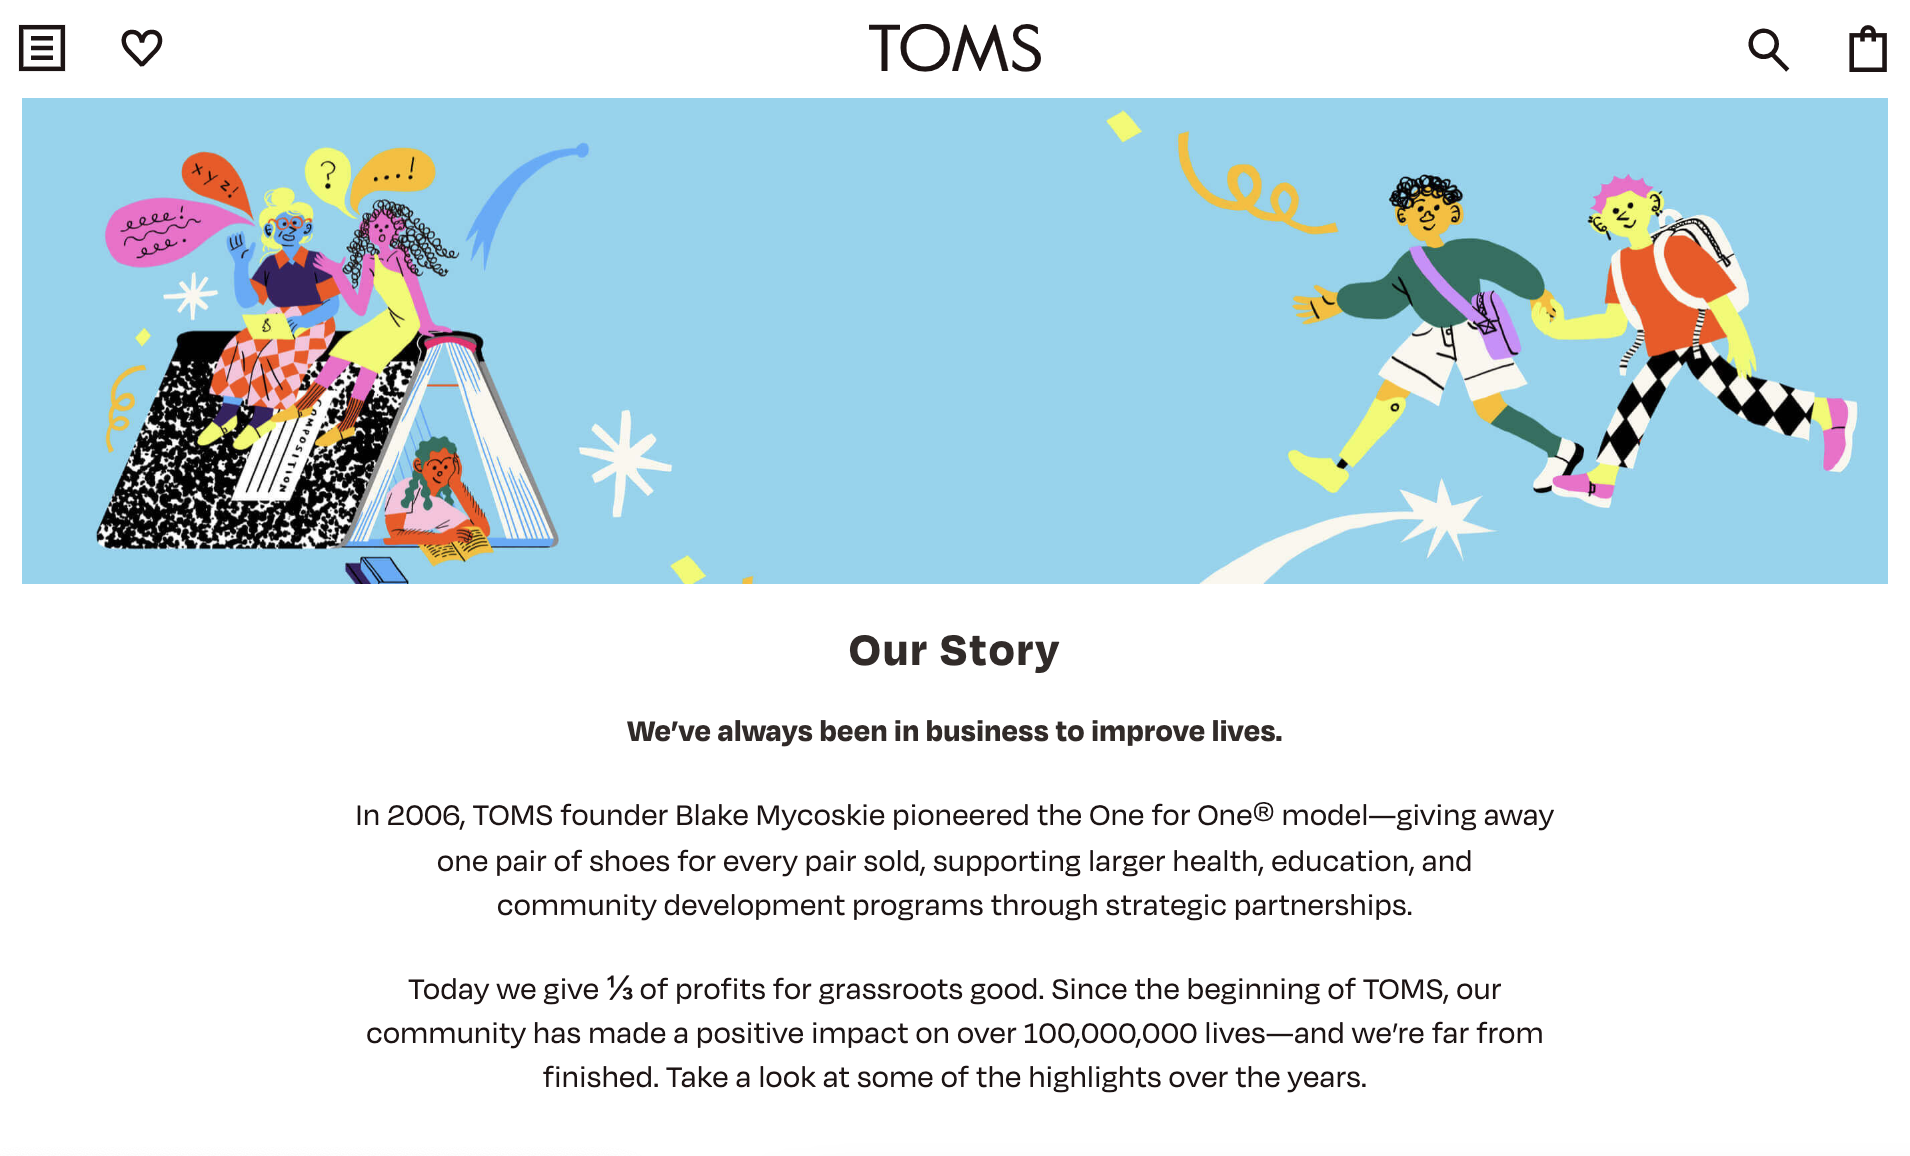 TOMS
xyz!
?
...!
eeee!
eee.
COMPOSITION
Our Story
We’ve always been in business to improve lives.
In 2006, TOMS founder Blake Mycoskie pioneered the One for One® model—giving away
one pair of shoes for every pair sold, supporting larger health, education, and
community development programs through strategic partnerships.
Today we give ⅓ of profits for grassroots good. Since the beginning of TOMS, our
community has made a positive impact on over 100,000,000 lives—and we’re far from
finished. Take a look at some of the highlights over the years.